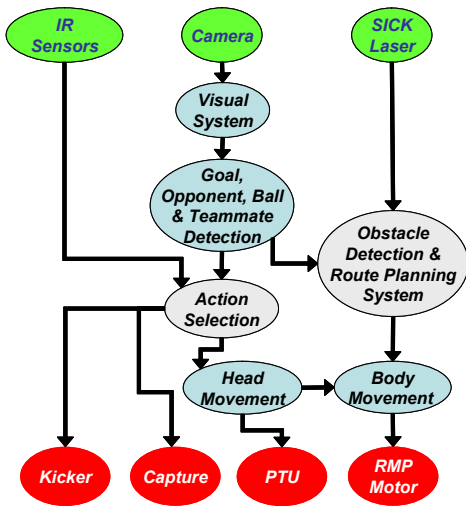 IR
Sensors
Camera
SICK
Laser
Visual
System
Goal,
Opponent, Ball
& Teammate
Detection
Obstacle
Detection &
Route Planning
System
Action
Selection
Head
Movement
Body
Movement
Kicker
Capture
PTU
RMP
Motor